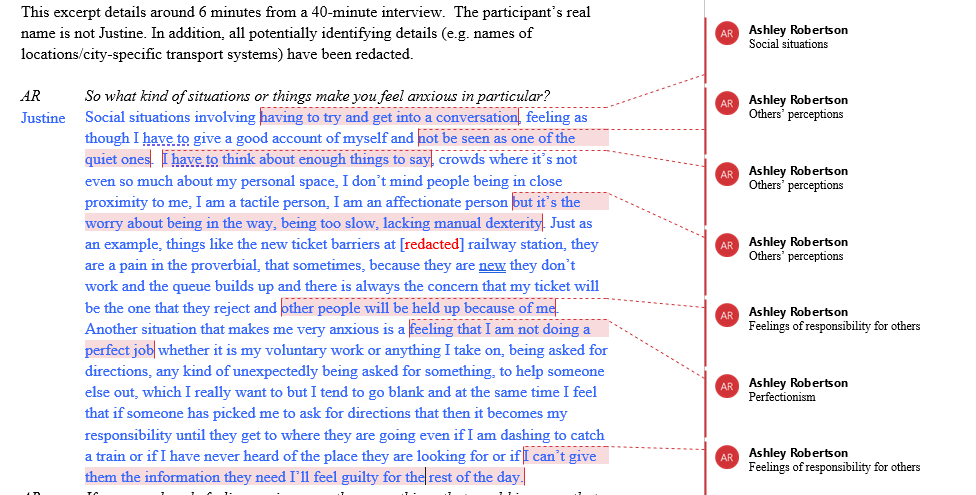 This excerpt details around 6 minutes from a 40-minute interview.  The participant's real
name is not Justine. In addition, all potentially identifying details (e.g. names of
locations/city-specific transport systems) have been redacted.
AR So what kind of situations or things make you feel anxious in particular?
Justine Social situations involving having to try and get into a conversation, feeling as
though I have to give a good account of myself and not be seen as one of the
quiet ones.  I have to think about enough things to say, crowds where it's not
even so much about my personal space, I don't mind people being in close
proximity to me, I am a tactile person, I am an affectionate person but it's the
worry about being in the way, being too slow, lacking manual dexterity. Just as
an example, things like the new ticket barriers at [redacted] railway station, they
are a pain in the proverbial, that sometimes, because they are new they don't
work and the queue builds up and there is always the concern that my ticket will
be the one that they reject and other people will be held up because of me.
Another situation that makes me very anxious is a feeling that I am not doing a
perfect job whether it is my voluntary work or anything I take on, being asked for
directions, any kind of unexpectedly being asked for something, to help someone
else out, which I really want to but I tend to go blank and at the same time I feel
that if someone has picked me to ask for directions that then it becomes my
responsibility until they get to where they are going even if I am dashing to catch
a train or if I have never heard of the place they are looking for or if I can't give
them the information they need I'll feel guilty for the rest of the day.
AR Ashley Robertson
Social situations
AR Ashley Robertson
Others' perceptions
AR Ashley Robertson
Others' perceptions
AR Ashley Robertson
Others' perceptions
AR Ashley Robertson
Feelings of responsibility for others
AR Ashley Robertson
Perfectionism
AR Ashley Robertson
Feelings of responsibility for others